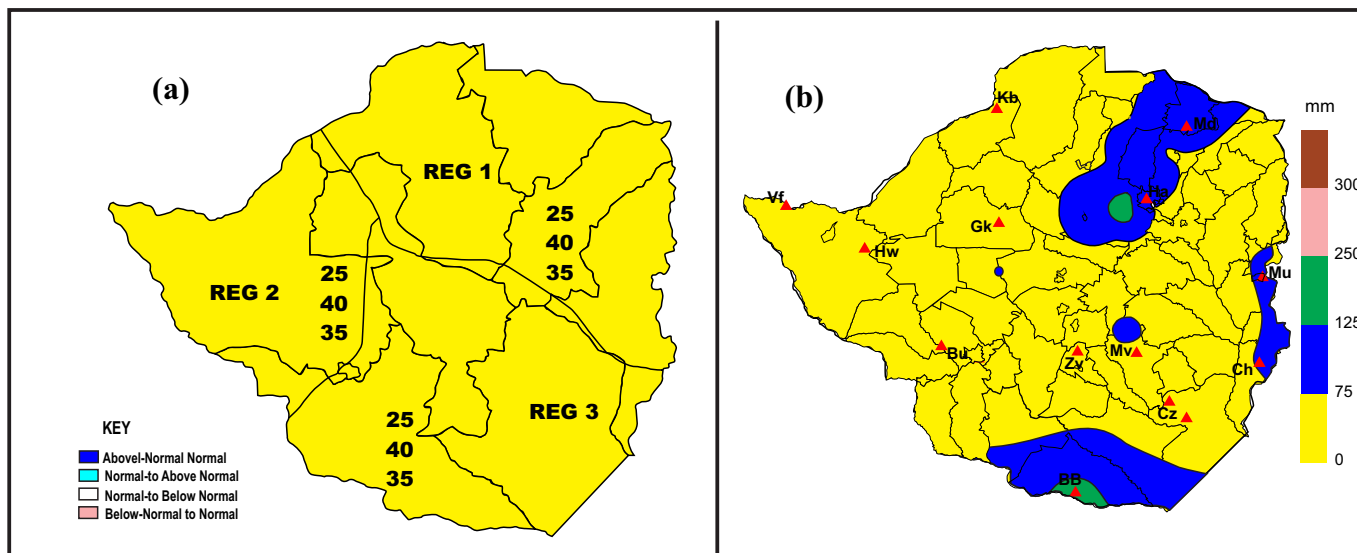 (a)
REG 1
25
40
35
REG 2
25
40
35
REG 3
25
40
35
KEY
Abovel-Normal Normal
Normal-to Above Normal
Normal-to Below Normal
Below-Normal to Normal
(b)
mm
Kb
Md
300
Vf
Ha
Gk
250
Hw
Mu
125
Bu
Zv
Mv
Ch
75
Cz
0
BB